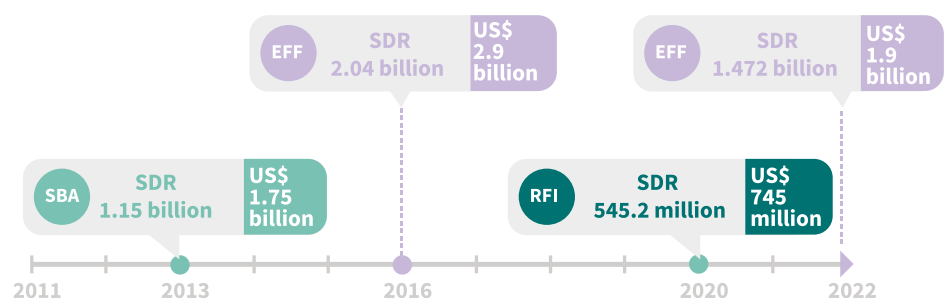 EFF
SDR
2.04 billion
US$
2.9
billion
EFF
SDR
1.472 billion
US$
1.9
billion
SBA
SDR
1.15 billion
US$
1.75
billion
RFI
SDR
545.2 million
US$
745
million
2011
2013
2016
2020
2022